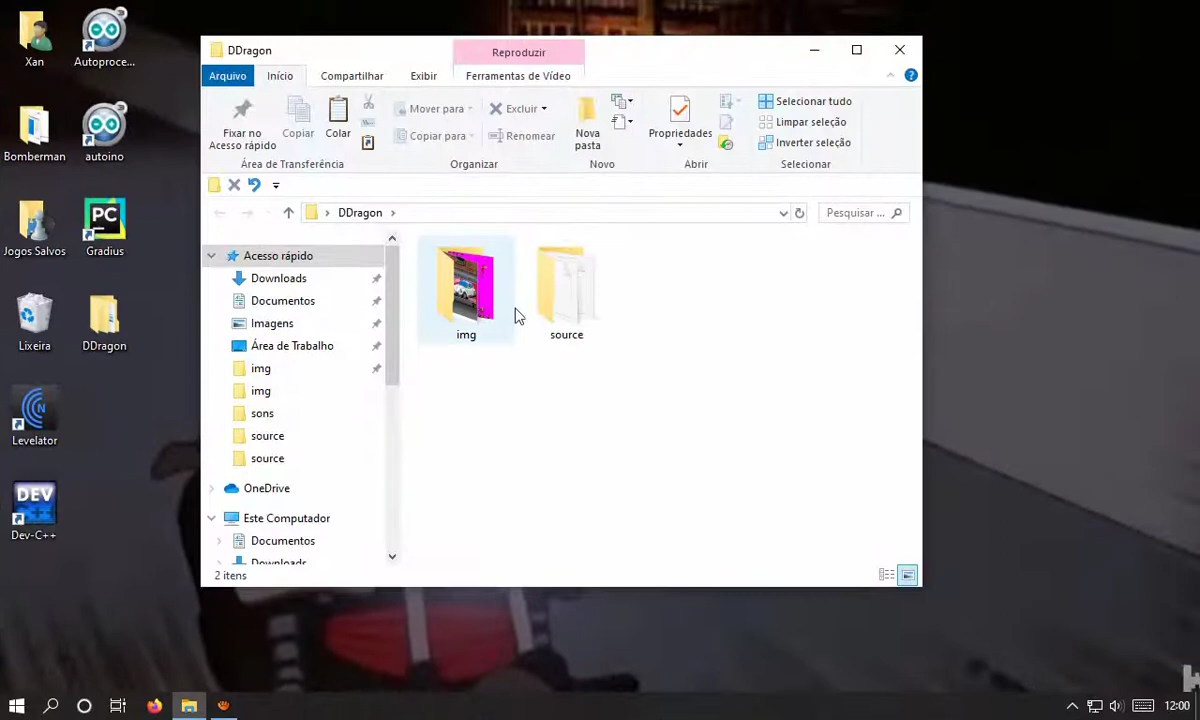 Xan
Autoproce...
Bomberman
autoino
Jogos Salvos
PC
Gradius
Lixeira
DDragon
Levelator
DEV
Dev-C++
DDragon
Reproduzir
Arquivo
Início
Compartilhar
Exibir
Ferramentas de Vídeo
Fixar no
Acesso rápido
Copiar
Colar
Mover para
Copiar para
Excluir
Renomear
Nova
pasta
Propriedades
Selecionar tudo
Limpar seleção
Inverter seleção
Área de Transferência
Organizar
Novo
Abrir
Selecionar
DDragon
Pesquisar ...
Acesso rápido
Downloads
Documentos
Imagens
Área de Trabalho
img
img
sons
source
source
OneDrive
Este Computador
Documentos
Downloads
img
source
2 itens
12:00